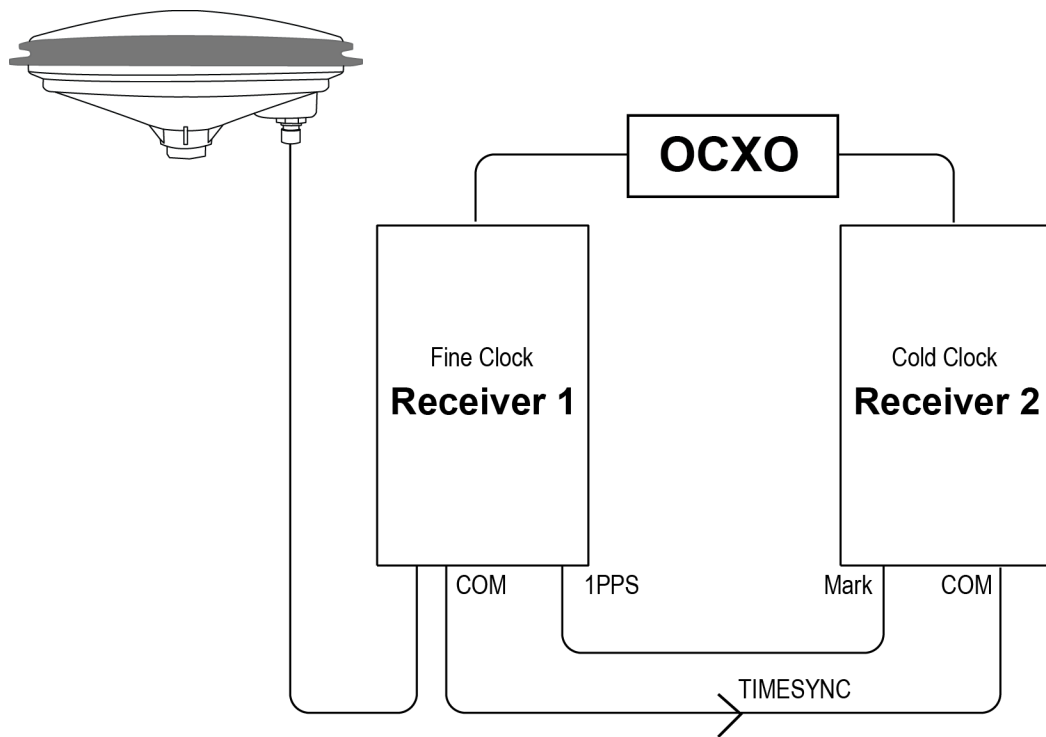 OCXO
Fine Clock
Receiver 1
Cold Clock
Receiver 2
COM
1PPS
Mark
COM
TIMESYNC